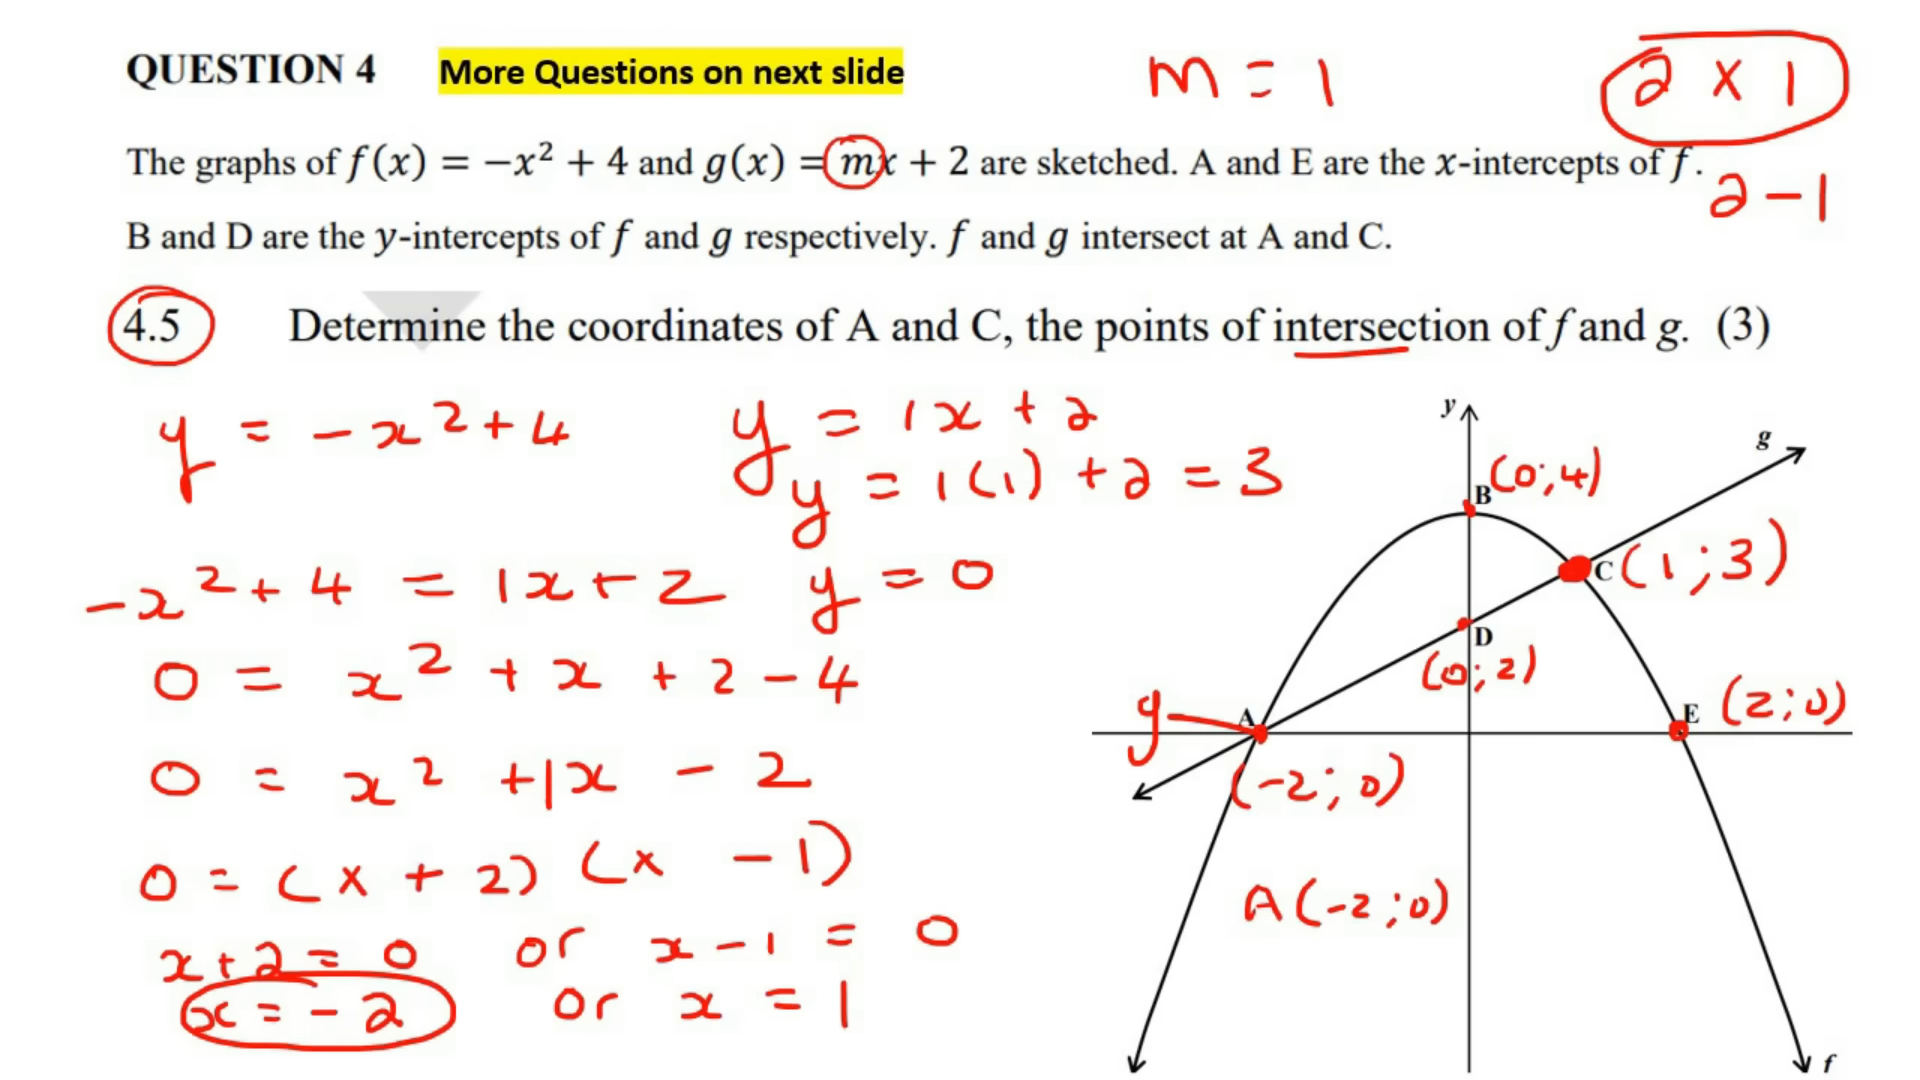 QUESTION 4 More Questions on next slide m = 1 2 x 1
The graphs of f(x) = −x² + 4 and g(x) = mx + 2 are sketched. A and E are the x-intercepts of f.
2 - 1
B and D are the y-intercepts of f and g respectively. f and g intersect at A and C.
4.5 Determine the coordinates of A and C, the points of intersection of f and g. (3)
y = -x² + 4
y = 1x + 2
y = 1(1) + 2 = 3
-x² + 4 = 1x + 2
y = 0
0 = x² + x + 2 - 4
0 = x² + 1x - 2
0 = (x + 2) (x - 1)
x + 2 = 0 or x - 1 = 0
x = -2 or x = 1
y
g
B (0;4)
C (1;3)
D
(0;2)
y A
E (2;0)
(-2;0)
A(-2;0)
f